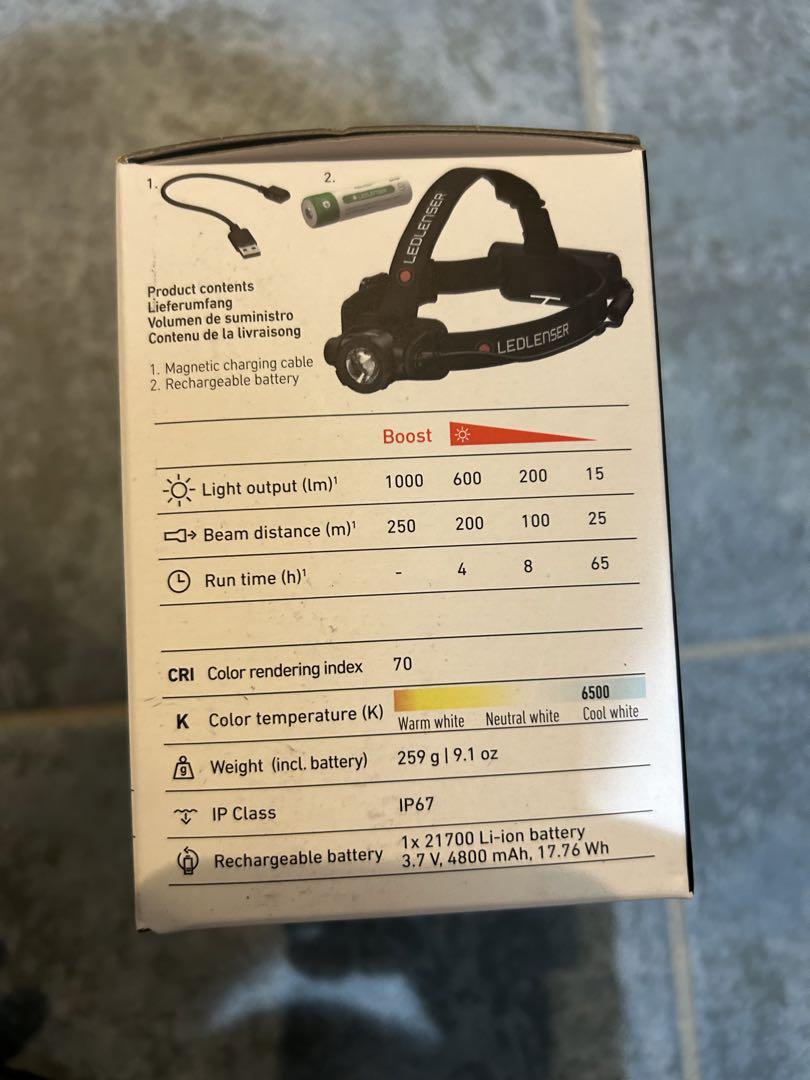 1.
2.
LEDLENSER
LEDLENSER
LEDLENSER
Product contents
Lieferumfang
Volumen de suministro
Contenu de la livraisong
1. Magnetic charging cable
2. Rechargeable battery
Boost
Light output (lm)¹ 1000 600 200 15
Beam distance (m)¹ 250 200 100 25
Run time (h)¹ - 4 8 65
CRI Color rendering index 70
K Color temperature (K) 6500
Warm white Neutral white Cool white
g Weight (incl. battery) 259 g | 9.1 oz
IP Class IP67
Rechargeable battery 1x 21700 Li-ion battery
3.7 V, 4800 mAh, 17.76 Wh